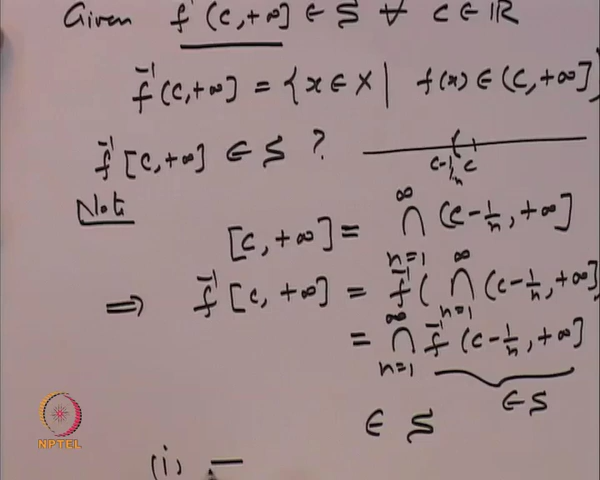 Given f⁻¹(c,+∞] ∈ S ∀ c ∈ ℝ
f⁻¹(c,+∞] = {x ∈ X | f(x) ∈ (c,+∞]}
f⁻¹[c,+∞] ∈ S ?
c-1/n c
Note
[c,+∞] = ∞ ∩ n=1 (c-1/n,+∞]
⟹ f⁻¹[c,+∞] = f⁻¹( ∞ ∩ n=1 (c-1/n,+∞]
= ∞ ∩ n=1 f⁻¹(c-1/n,+∞]
∈ S
∈ S
NPTEL
(i)